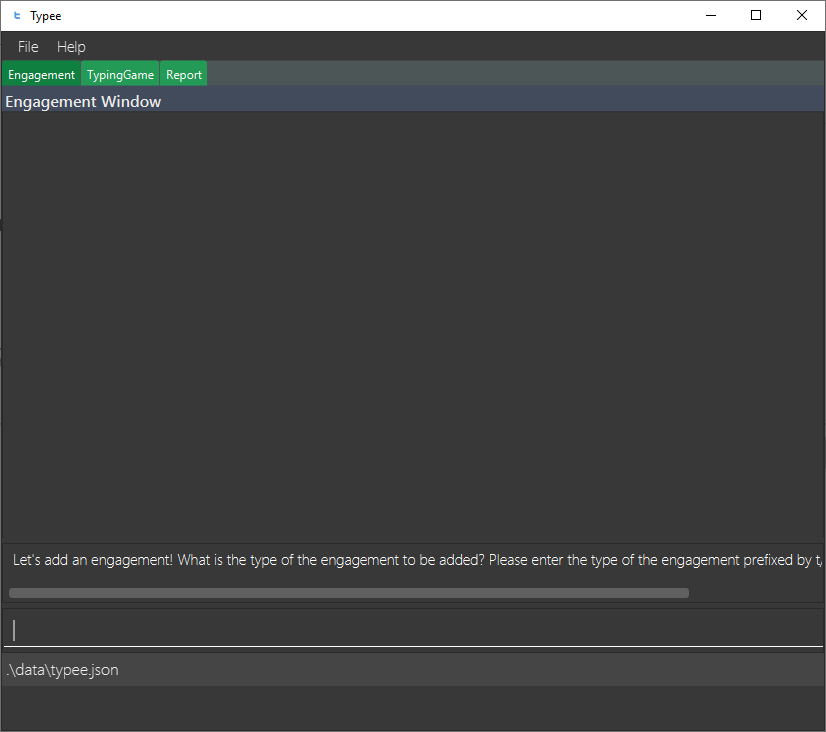 Typee
File Help
Engagement TypingGame Report
Engagement Window
Let's add an engagement! What is the type of the engagement to be added? Please enter the type of the engagement prefixed by t/
.\data\typee.json